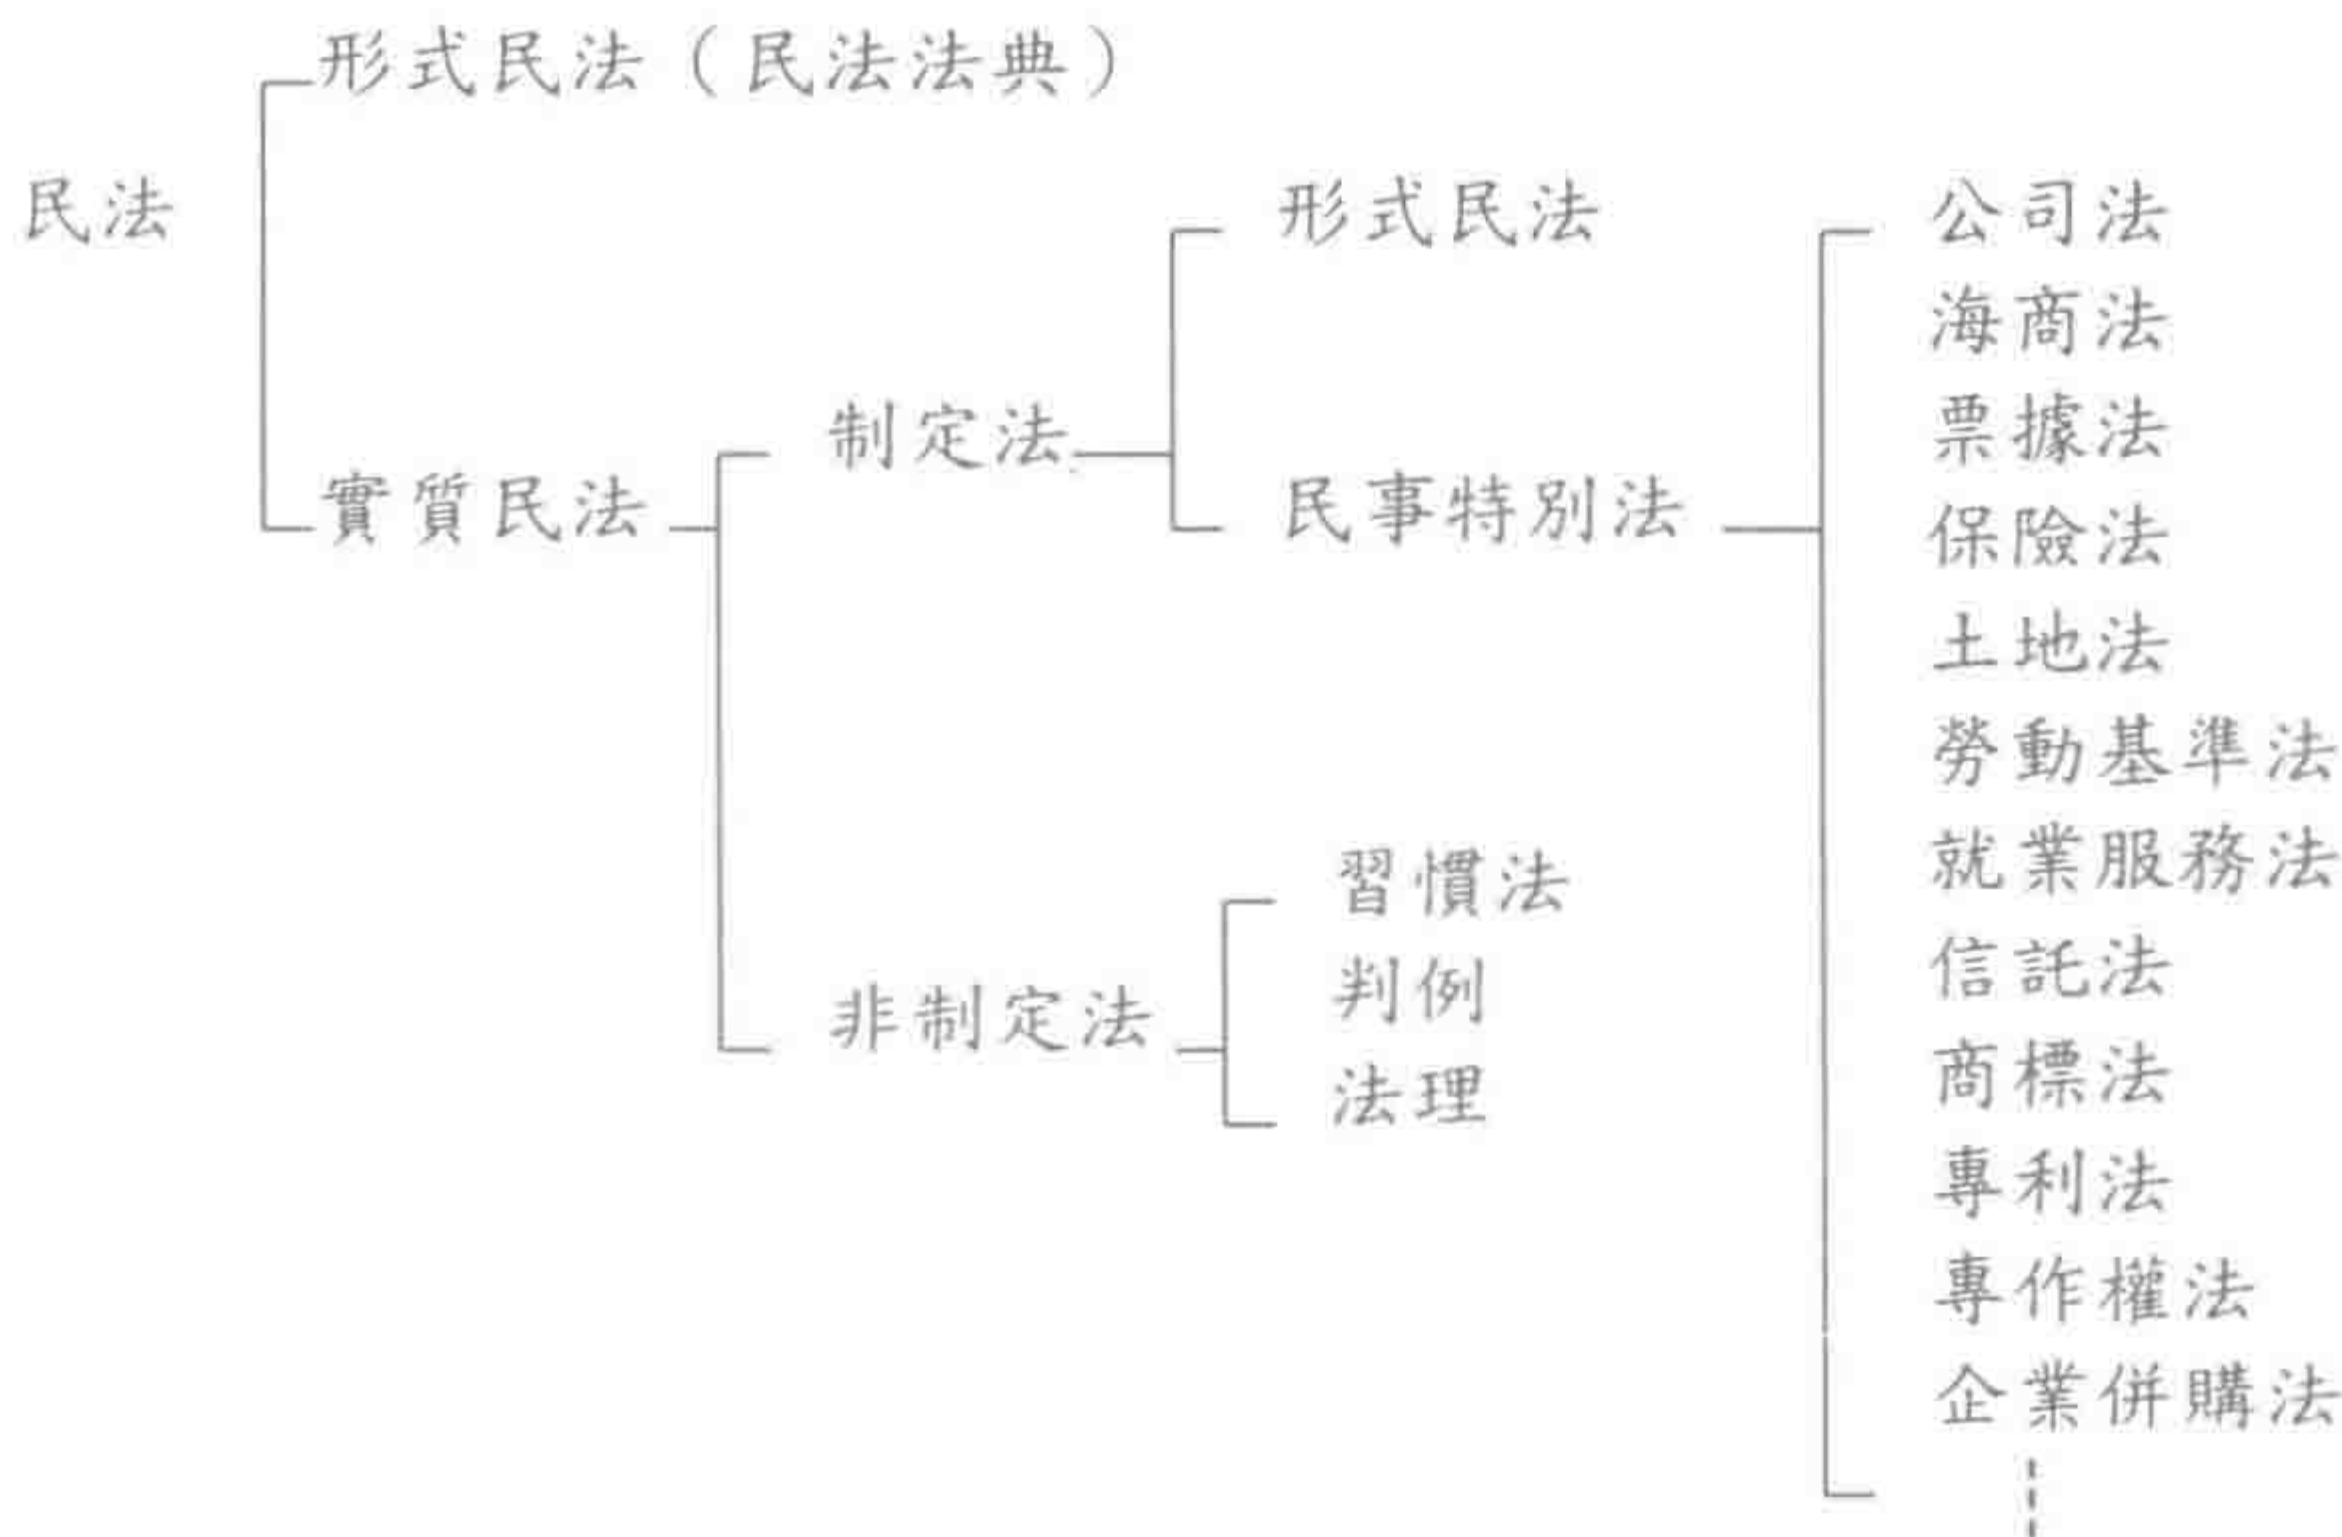 形式民法（民法法典）
民法
形式民法
公司法
海商法
票據法
制定法
保險法
實質民法
民事特別法
土地法
勞動基準法
就業服務法
習慣法
信託法
判例
非制定法
商標法
法理
專利法
專作權法
企業併購法